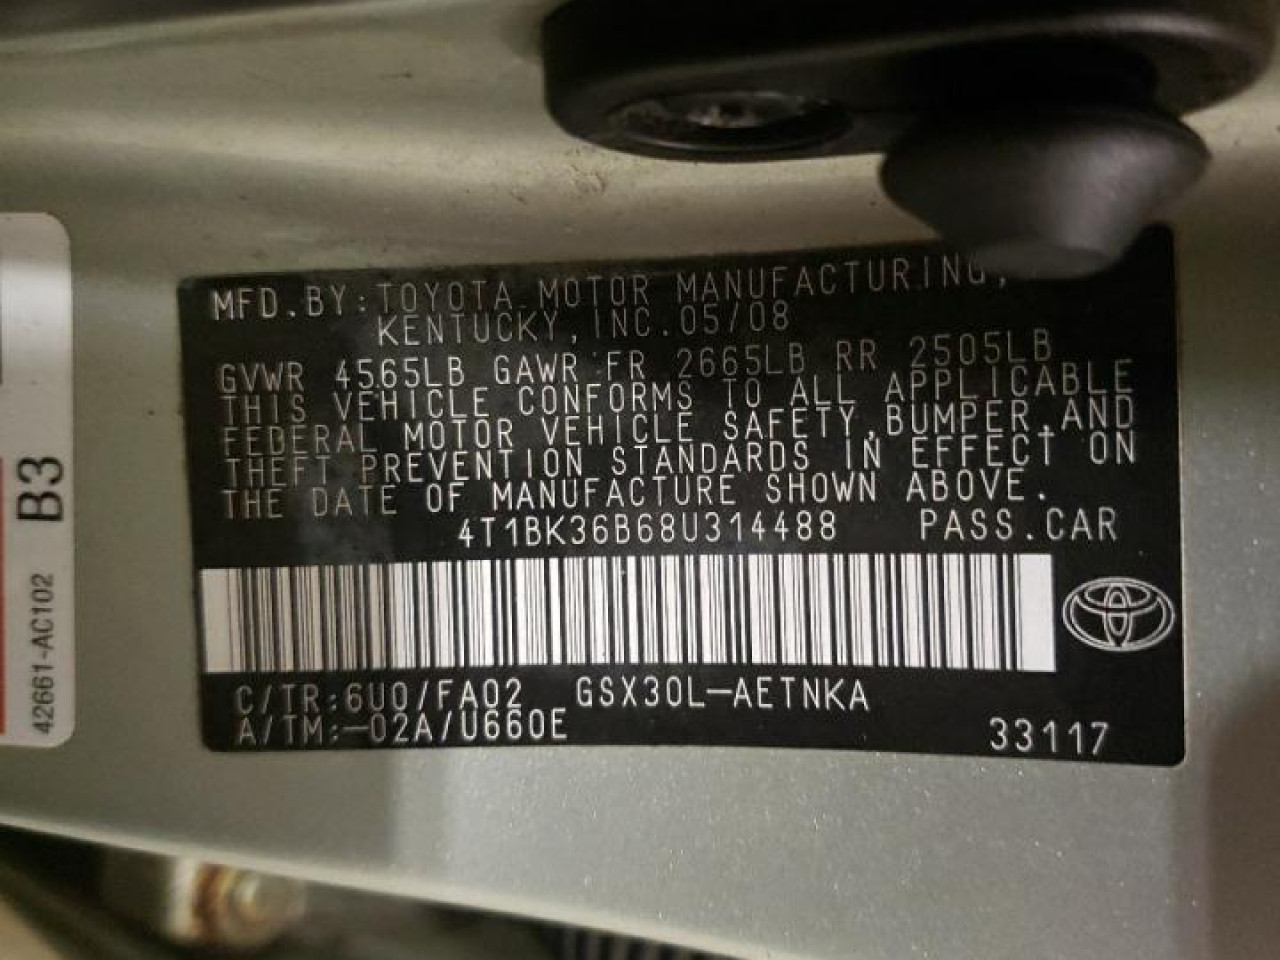 MFD.BY:TOYOTA MOTOR MANUFACTURING,
KENTUCKY, INC.05/08
GVWR 4565LB GAWR FR 2665LB RR 2505LB
THIS VEHICLE CONFORMS TO ALL APPLICABLE
FEDERAL MOTOR VEHICLE SAFETY,BUMPER,AND
THEFT PREVENTION STANDARDS IN EFFECT ON
THE DATE OF MANUFACTURE SHOWN ABOVE.
4T1BK36B68U314488 PASS.CAR
C/TR:6U0/FA02 GSX30L-AETNKA
A/TM:-02A/U660E
33117
B3
42661-AC102